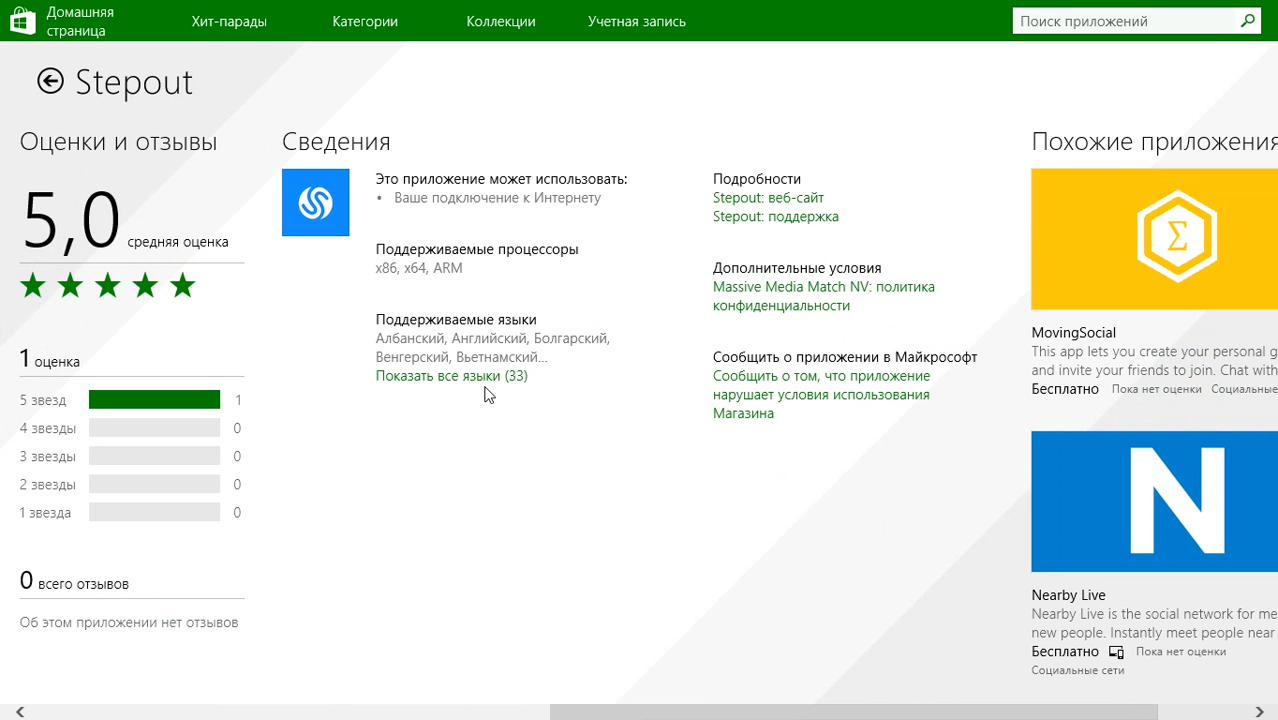 Домашняя
страница
Хит-парады
Категории
Коллекции
Учетная запись
Поиск приложений
Stepout
Оценки и отзывы
5,0 средняя оценка
1 оценка
5 звезд 1
4 звезды 0
3 звезды 0
2 звезды 0
1 звезда 0
0 всего отзывов
Об этом приложении нет отзывов
Сведения
Это приложение может использовать:
• Ваше подключение к Интернету
Поддерживаемые процессоры
x86, x64, ARM
Поддерживаемые языки
Албанский, Английский, Болгарский,
Венгерский, Вьетнамский...
Показать все языки (33)
Подробности
Stepout: веб-сайт
Stepout: поддержка
Дополнительные условия
Massive Media Match NV: политика
конфиденциальности
Сообщить о приложении в Майкрософт
Сообщить о том, что приложение
нарушает условия использования
Магазина
Похожие приложения
Σ
MovingSocial
This app lets you create your personal g
and invite your friends to join. Chat with
Бесплатно Пока нет оценки Социальные
N
Nearby Live
Nearby Live is the social network for me
new people. Instantly meet people near
Бесплатно Пока нет оценки
Социальные сети